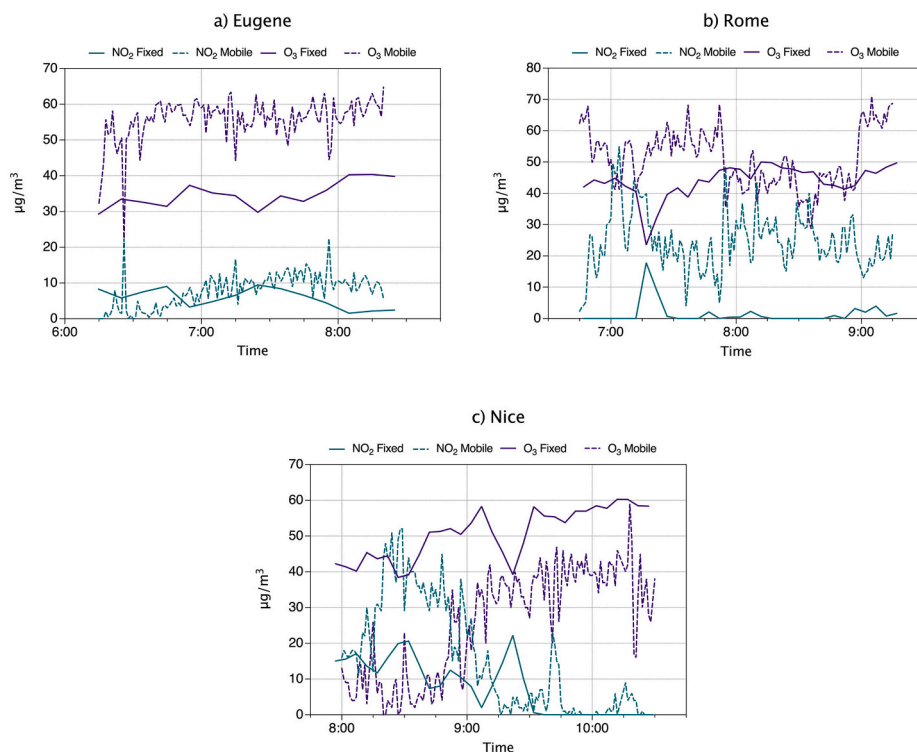 a) Eugene
NO₂ Fixed NO₂ Mobile O₃ Fixed O₃ Mobile
70
60
50
40
30
20
10
0
µg/m³
6:00 7:00 8:00
Time
b) Rome
NO₂ Fixed NO₂ Mobile O₃ Fixed O₃ Mobile
80
70
60
50
40
30
20
10
0
µg/m³
7:00 8:00 9:00
Time
c) Nice
NO₂ Fixed NO₂ Mobile O₃ Fixed O₃ Mobile
70
60
50
40
30
20
10
0
µg/m³
8:00 9:00 10:00
Time